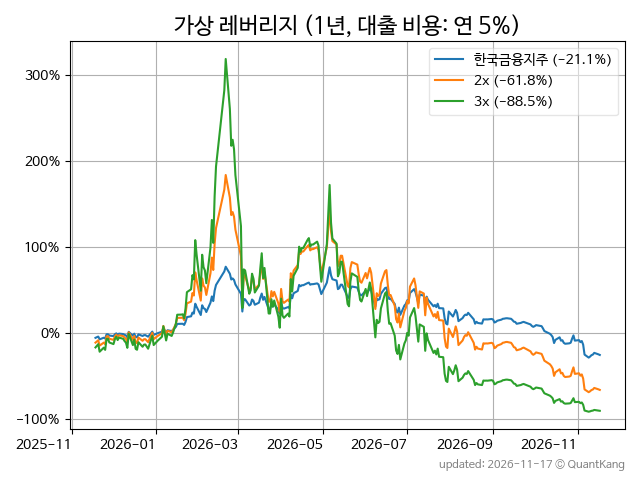 가상 레버리지 (1년, 대출 비용: 연 5%)
한국금융지주 (−21.1%)
2x (−61.8%)
3x (−88.5%)
300%
200%
100%
0%
−100%
2025-11 2026-01 2026-03 2026-05 2026-07 2026-09 2026-11
updated: 2026-11-17 © QuantKang